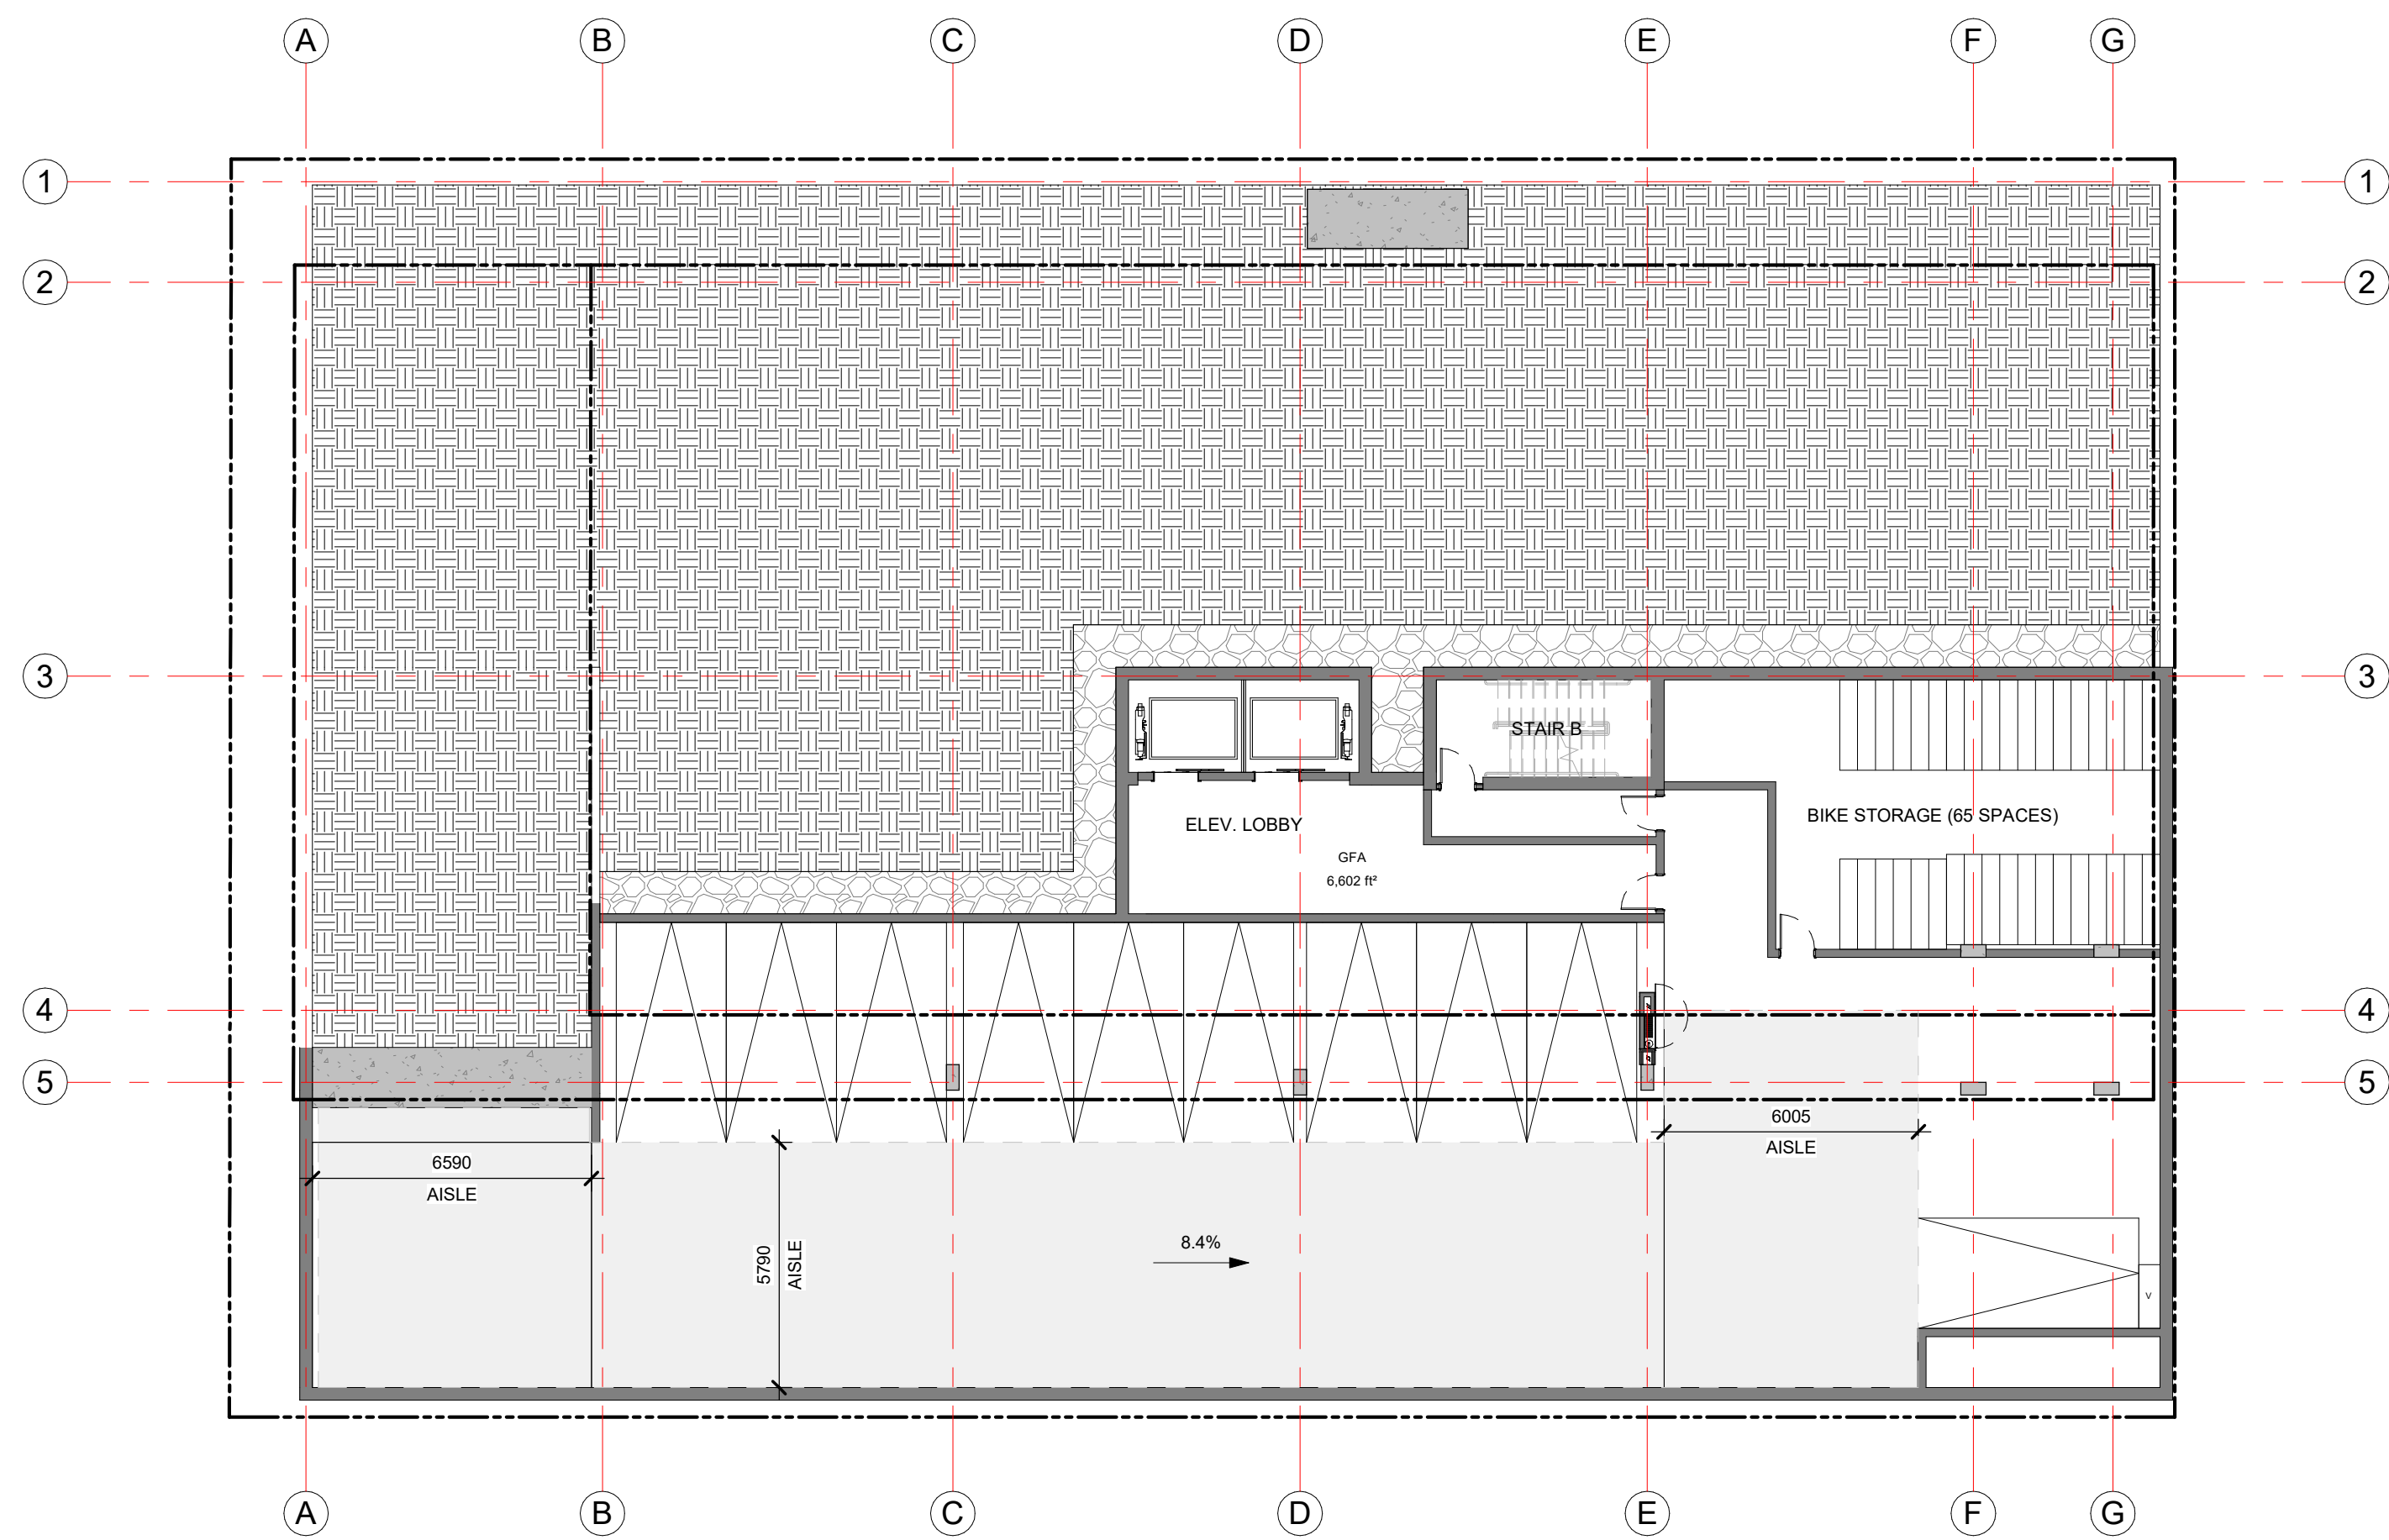 A B C D E F G
1 1
2 2
3 3
STAIR B
BIKE STORAGE (65 SPACES)
ELEV. LOBBY
GFA
6,602 ft²
4 4
5 5
6005
AISLE
6590
AISLE
5790
AISLE
8.4%
V
A B C D E F G